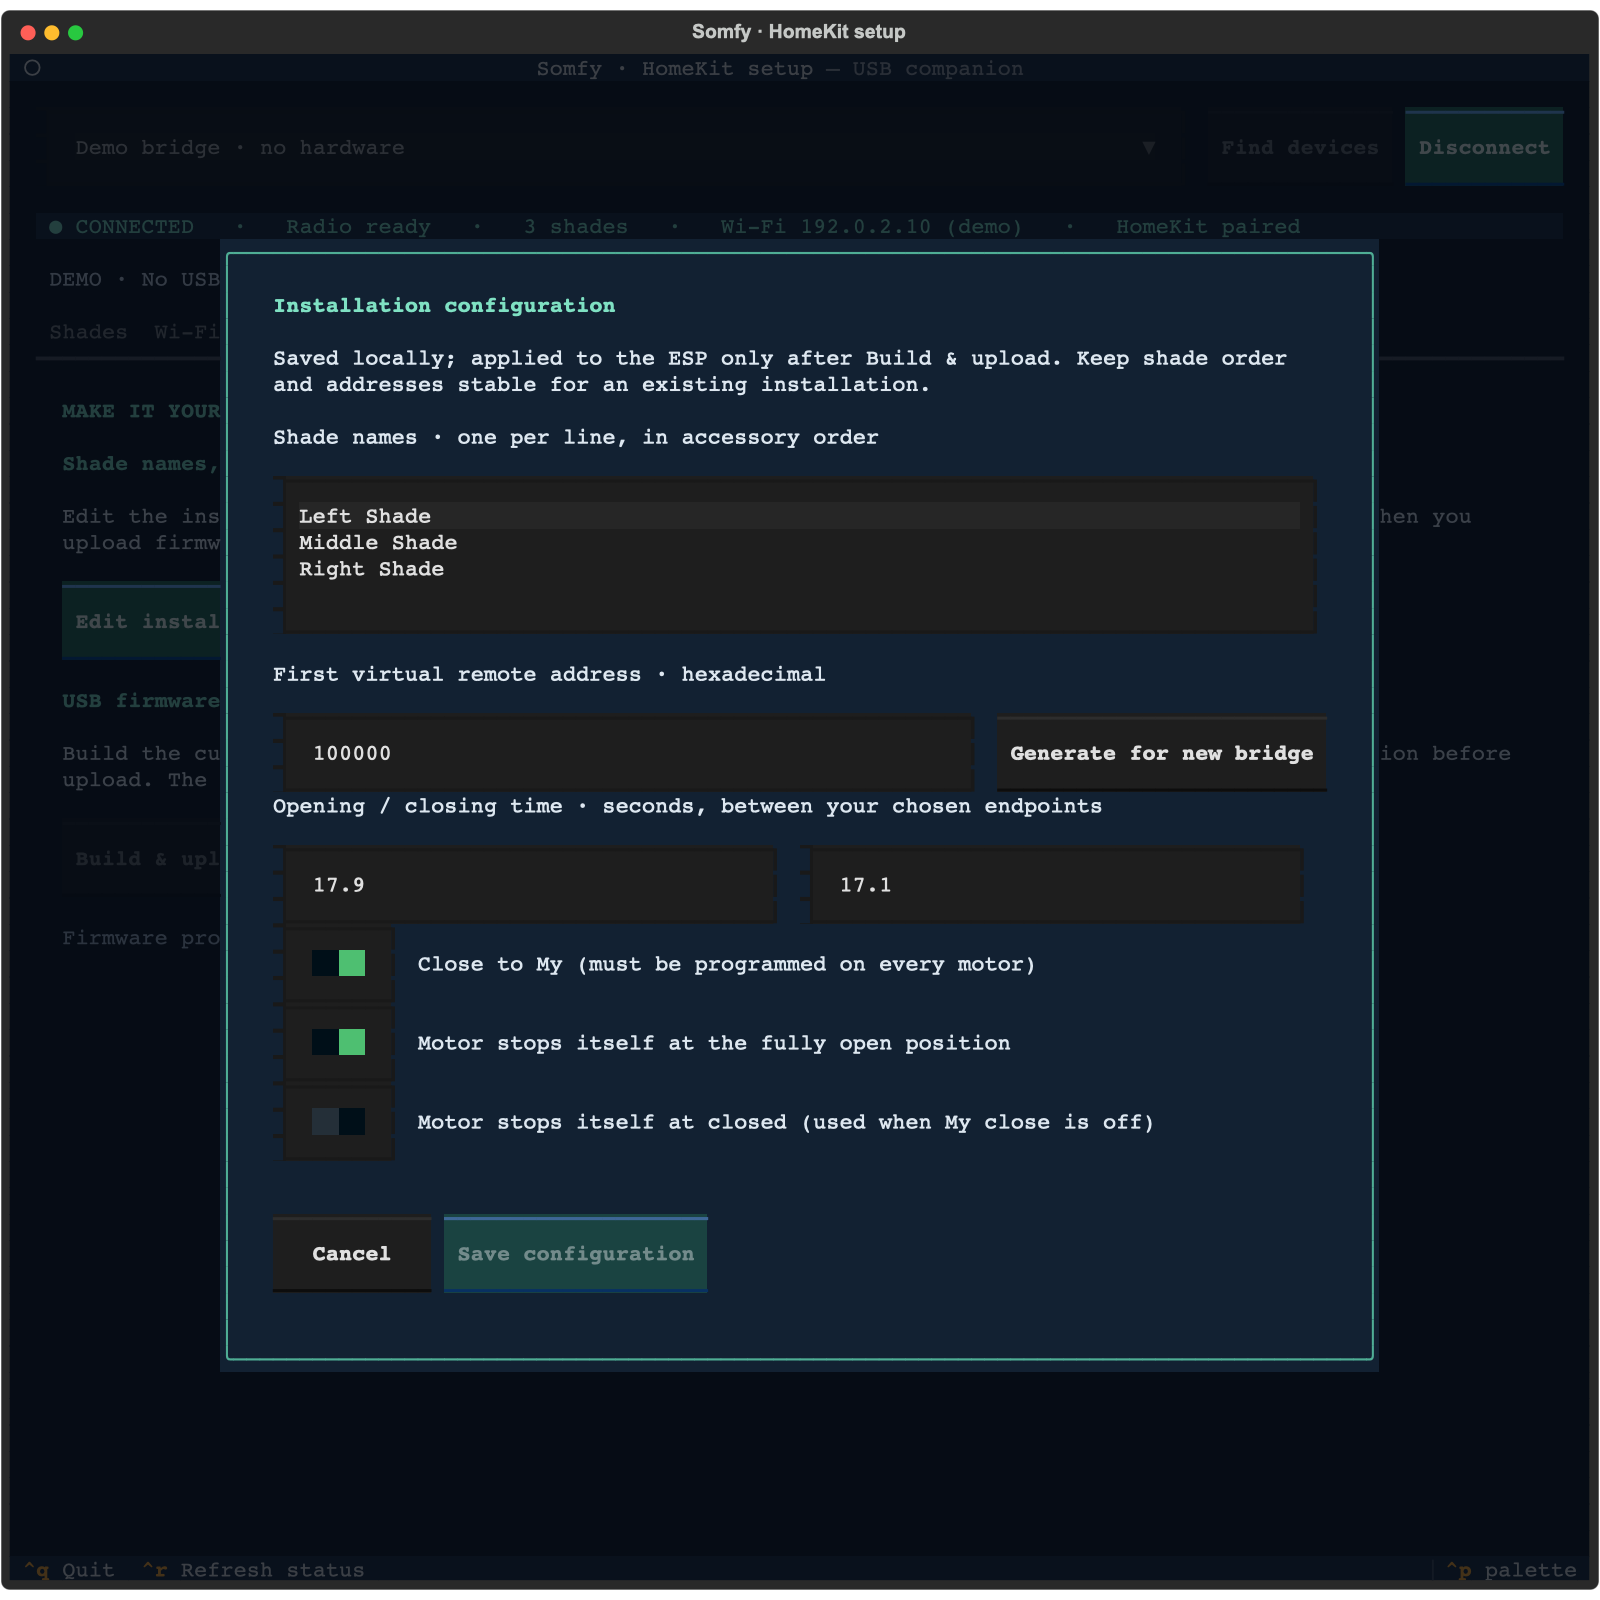 Somfy · HomeKit setup
Somfy · HomeKit setup — USB companion
Demo bridge · no hardware ▼ Find devices Disconnect
● CONNECTED · Radio ready · 3 shades · Wi-Fi 192.0.2.10 (demo) · HomeKit paired
DEMO · No USB
Shades Wi-Fi
MAKE IT YOUR
Shade names,
Edit the ins
hen you
upload firmw
Edit instal
USB firmware
Build the cu
ion before
upload. The
Build & upl
Firmware pro
Installation configuration
Saved locally; applied to the ESP only after Build & upload. Keep shade order
and addresses stable for an existing installation.
Shade names · one per line, in accessory order
Left Shade
Middle Shade
Right Shade
First virtual remote address · hexadecimal
100000 Generate for new bridge
Opening / closing time · seconds, between your chosen endpoints
17.9 17.1
Close to My (must be programmed on every motor)
Motor stops itself at the fully open position
Motor stops itself at closed (used when My close is off)
Cancel Save configuration
^q Quit ^r Refresh status ^p palette